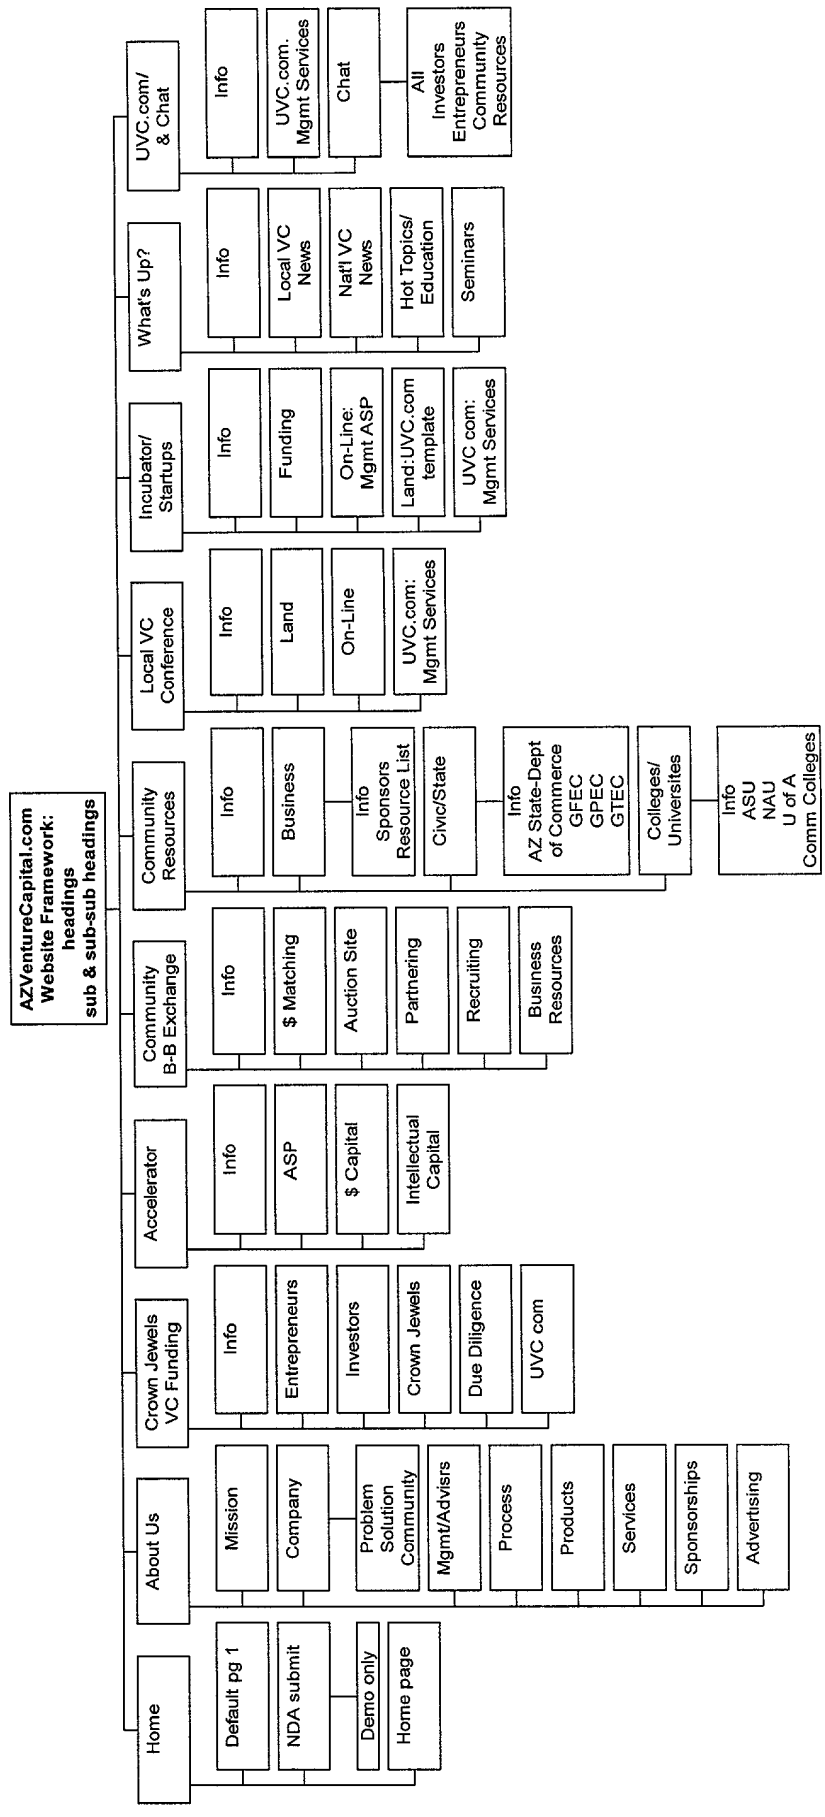 AZVentureCapital.com
Website Framework:
headings
sub & sub-sub headings
Home
Default pg 1
NDA submit
Demo only
Home page
About Us
Mission
Company
Problem
Solution
Community
Mgmt/Advisrs
Process
Products
Services
Sponsorships
Advertising
Crown Jewels
VC Funding
Info
Entrepreneurs
Investors
Crown Jewels
Due Diligence
UVC com
Accelerator
Info
ASP
$ Capital
Intellectual
Capital
Community
B-B Exchange
Info
$ Matching
Auction Site
Partnering
Recruiting
Business
Resources
Community
Resources
Info
Business
Info
Sponsors
Resource List
Civic/State
Info
AZ State-Dept
of Commerce
GFEC
GPEC
GTEC
Colleges/
Universites
Info
ASU
NAU
U of A
Comm Colleges
Local VC
Conference
Info
Land
On-Line
UVC.com:
Mgmt Services
Incubator/
Startups
Info
Funding
On-Line:
Mgmt ASP
Land:UVC.com
template
UVC com:
Mgmt Services
What's Up?
Info
Local VC
News
Nat'l VC
News
Hot Topics/
Education
Seminars
UVC.com/
& Chat
Info
UVC.com.
Mgmt Services
Chat
All
Investors
Entrepreneurs
Community
Resources